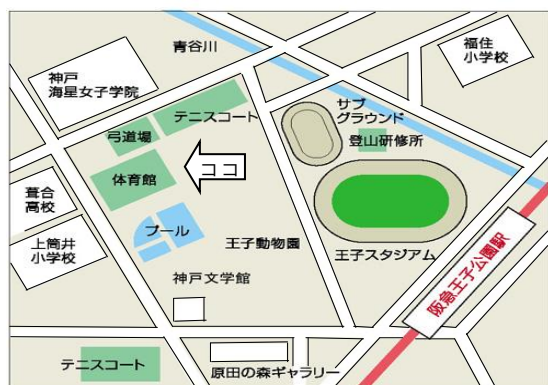 青谷川
福住
小学校
神戸
海星女子学院
テニスコート
サブ
グラウンド
弓道場
登山研修所
ココ
体育館
葺合
高校
プール
上筒井
小学校
王子動物園
王子スタジアム
阪急王子公園駅
神戸文学館
テニスコート
原田の森ギャラリー